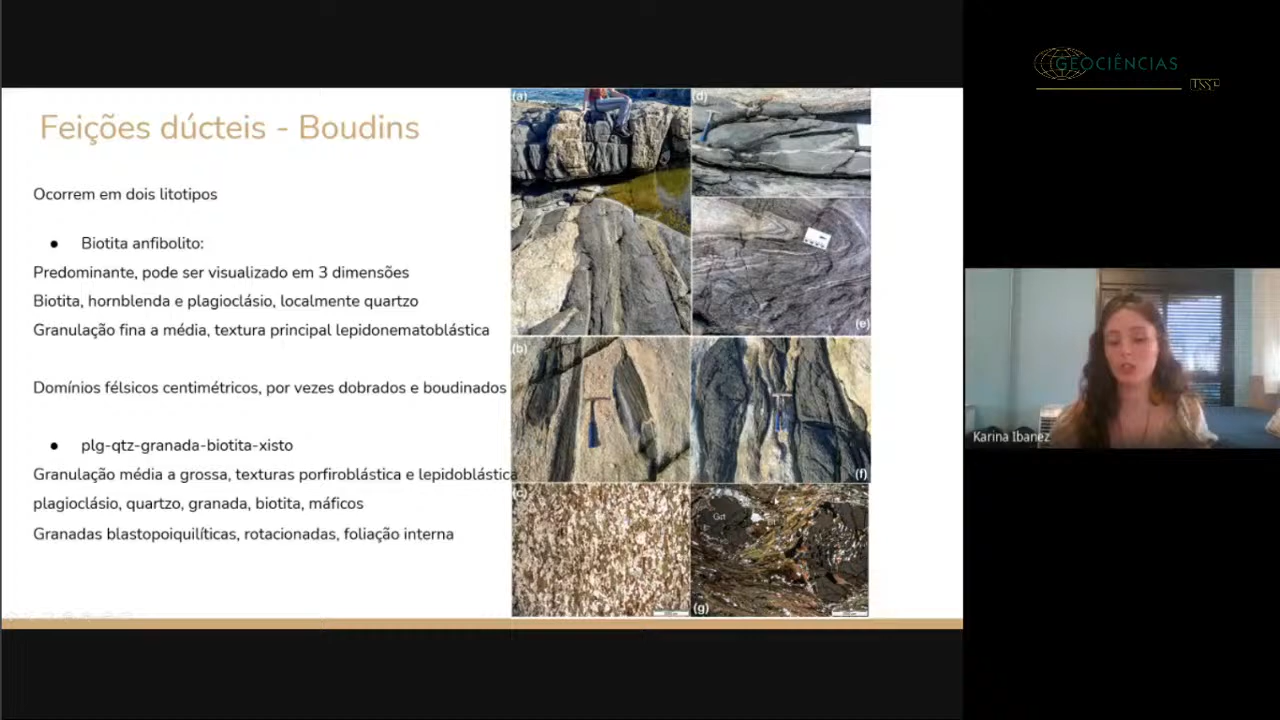 Feições dúcteis - Boudins
Ocorrem em dois litotipos
● Biotita anfibolito:
Predominante, pode ser visualizado em 3 dimensões
Biotita, hornblenda e plagioclásio, localmente quartzo
Granulação fina a média, textura principal lepidonematoblástica
Domínios félsicos centimétricos, por vezes dobrados e boudinados
● plg-qtz-granada-biotita-xisto
Granulação média a grossa, texturas porfiroblástica e lepidoblástica
plagioclásio, quartzo, granada, biotita, máficos
Granadas blastopoiquilíticas, rotacionadas, foliação interna
(a)
(d)
(e)
(b)
(f)
(c)
Grt
(g)
GEOCIÊNCIAS
USP
Karina Ibanez